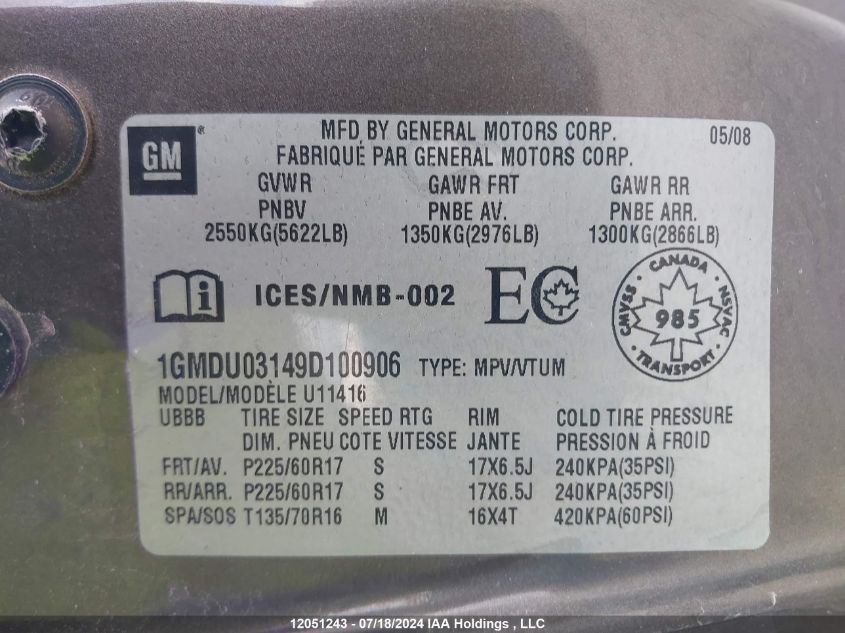 GM ® MFD BY GENERAL MOTORS CORP. 05/08
FABRIQUÉ PAR GENERAL MOTORS CORP.
GVWR GAWR FRT GAWR RR
PNBV PNBE AV. PNBE ARR.
2550KG(5622LB) 1350KG(2976LB) 1300KG(2866LB)
i ICES/NMB-002 EC
CANADA
CMVSS 985 NSVAC
TRANSPORT
1GMDU03149D100906 TYPE: MPV/VTUM
MODEL/MODÈLE U11416
UBBB TIRE SIZE SPEED RTG RIM COLD TIRE PRESSURE
DIM. PNEU COTE VITESSE JANTE PRESSION À FROID
FRT/AV. P225/60R17 S 17X6.5J 240KPA(35PSI)
RR/ARR. P225/60R17 S 17X6.5J 240KPA(35PSI)
SPA/SOS T135/70R16 M 16X4T 420KPA(60PSI)
12051243 - 07/18/2024 IAA Holdings , LLC